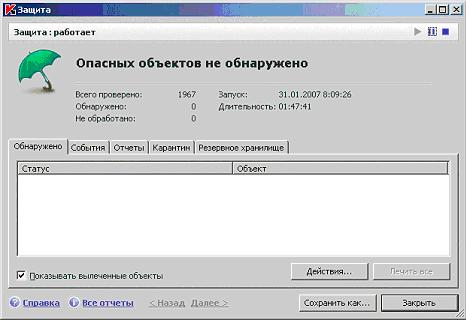 Защита
Защита : работает
Опасных объектов не обнаружено
Всего проверено: 1967 Запуск: 31.01.2007 8:09:26
Обнаружено: 0 Длительность: 01:47:41
Не обработано: 0
Обнаружено События Отчеты Карантин Резервное хранилище
Статус Объект
Показывать вылеченные объекты Действия... Лечить все
Справка Все отчеты < Назад Далее > Сохранить как... Закрыть